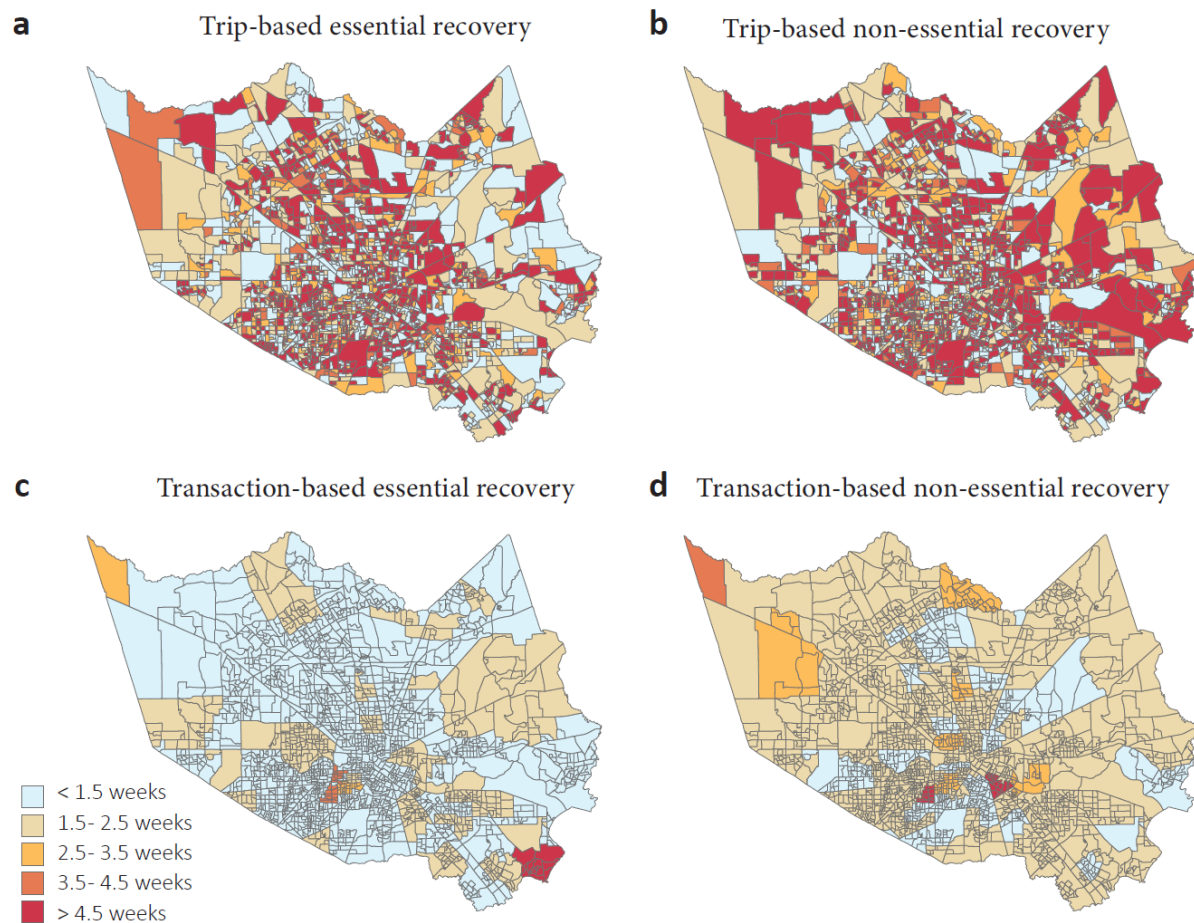 a Trip-based essential recovery
b Trip-based non-essential recovery
c Transaction-based essential recovery
d Transaction-based non-essential recovery
< 1.5 weeks
1.5- 2.5 weeks
2.5- 3.5 weeks
3.5- 4.5 weeks
> 4.5 weeks